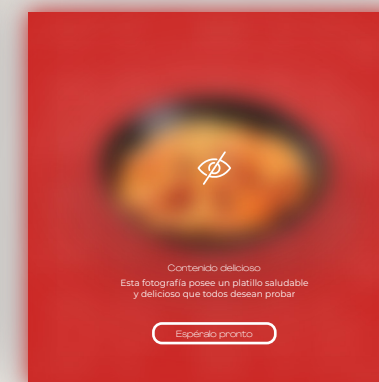 Contenido delicioso
Esta fotografía posee un platillo saludable
y delicioso que todos desean probar
Espéralo pronto